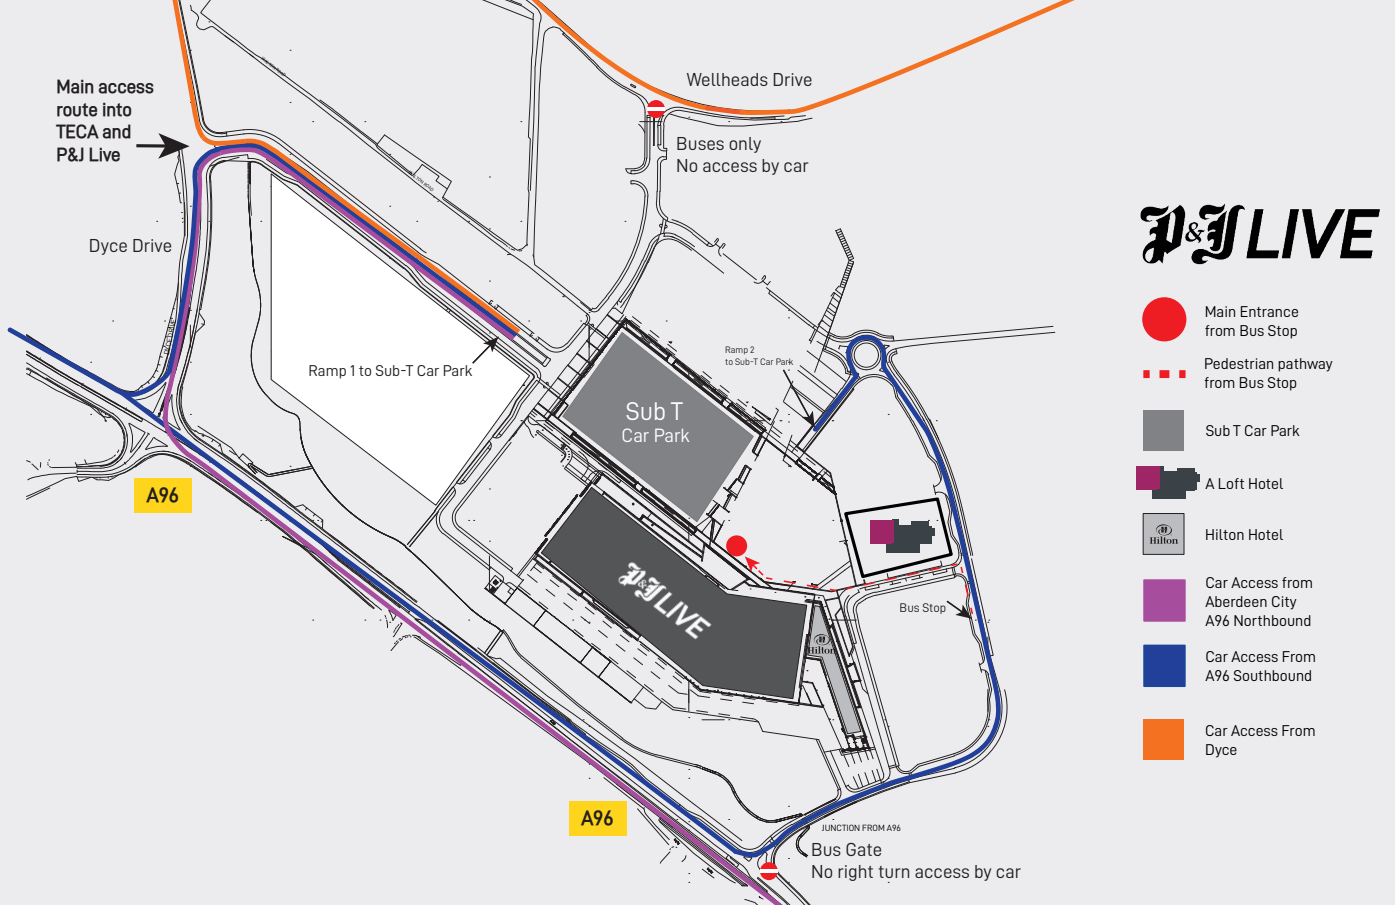 Main access
route into
TECA and
P&J Live
Wellheads Drive
Buses only
No access by car
Dyce Drive
Ramp 1 to Sub-T Car Park
Ramp 2
to Sub-T Car Park
Sub T
Car Park
A96
P&J LIVE
Hilton
Bus Stop
A96
JUNCTION FROM A96
Bus Gate
No right turn access by car
P&J LIVE
Main Entrance
from Bus Stop
Pedestrian pathway
from Bus Stop
Sub T Car Park
A Loft Hotel
Hilton
Hilton Hotel
Car Access from
Aberdeen City
A96 Northbound
Car Access From
A96 Southbound
Car Access From
Dyce